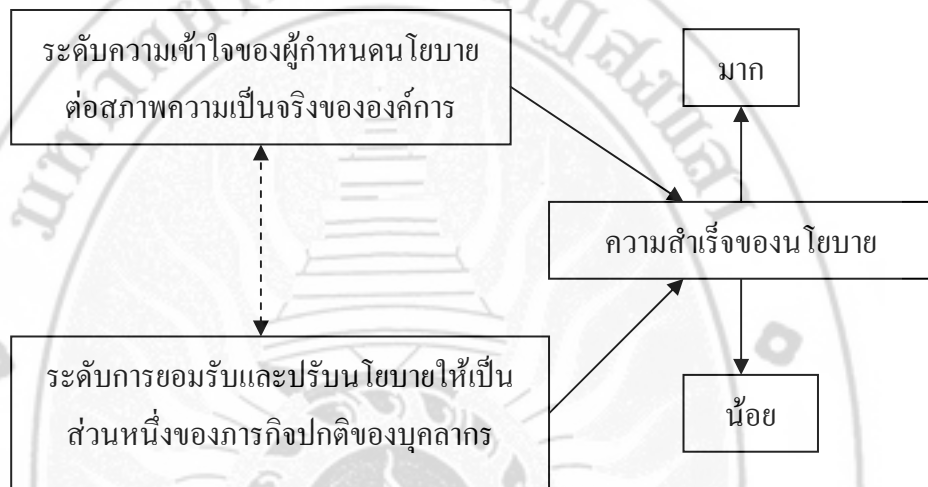 ระดับความเข้าใจของผู้กำหนดนโยบาย
ต่อสภาพความเป็นจริงขององค์การ
มาก
ความสำเร็จของนโยบาย
ระดับการยอมรับและปรับนโยบายให้เป็น
ส่วนหนึ่งของภารกิจปกติของบุคลากร
น้อย